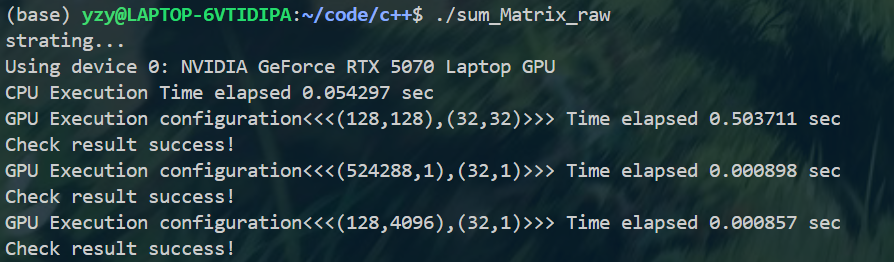 (base) yzy@LAPTOP-6VTIDIPA:~/code/c++$ ./sum_Matrix_raw
strating...
Using device 0: NVIDIA GeForce RTX 5070 Laptop GPU
CPU Execution Time elapsed 0.054297 sec
GPU Execution configuration<<<(128,128),(32,32)>>> Time elapsed 0.503711 sec
Check result success!
GPU Execution configuration<<<(524288,1),(32,1)>>> Time elapsed 0.000898 sec
Check result success!
GPU Execution configuration<<<(128,4096),(32,1)>>> Time elapsed 0.000857 sec
Check result success!